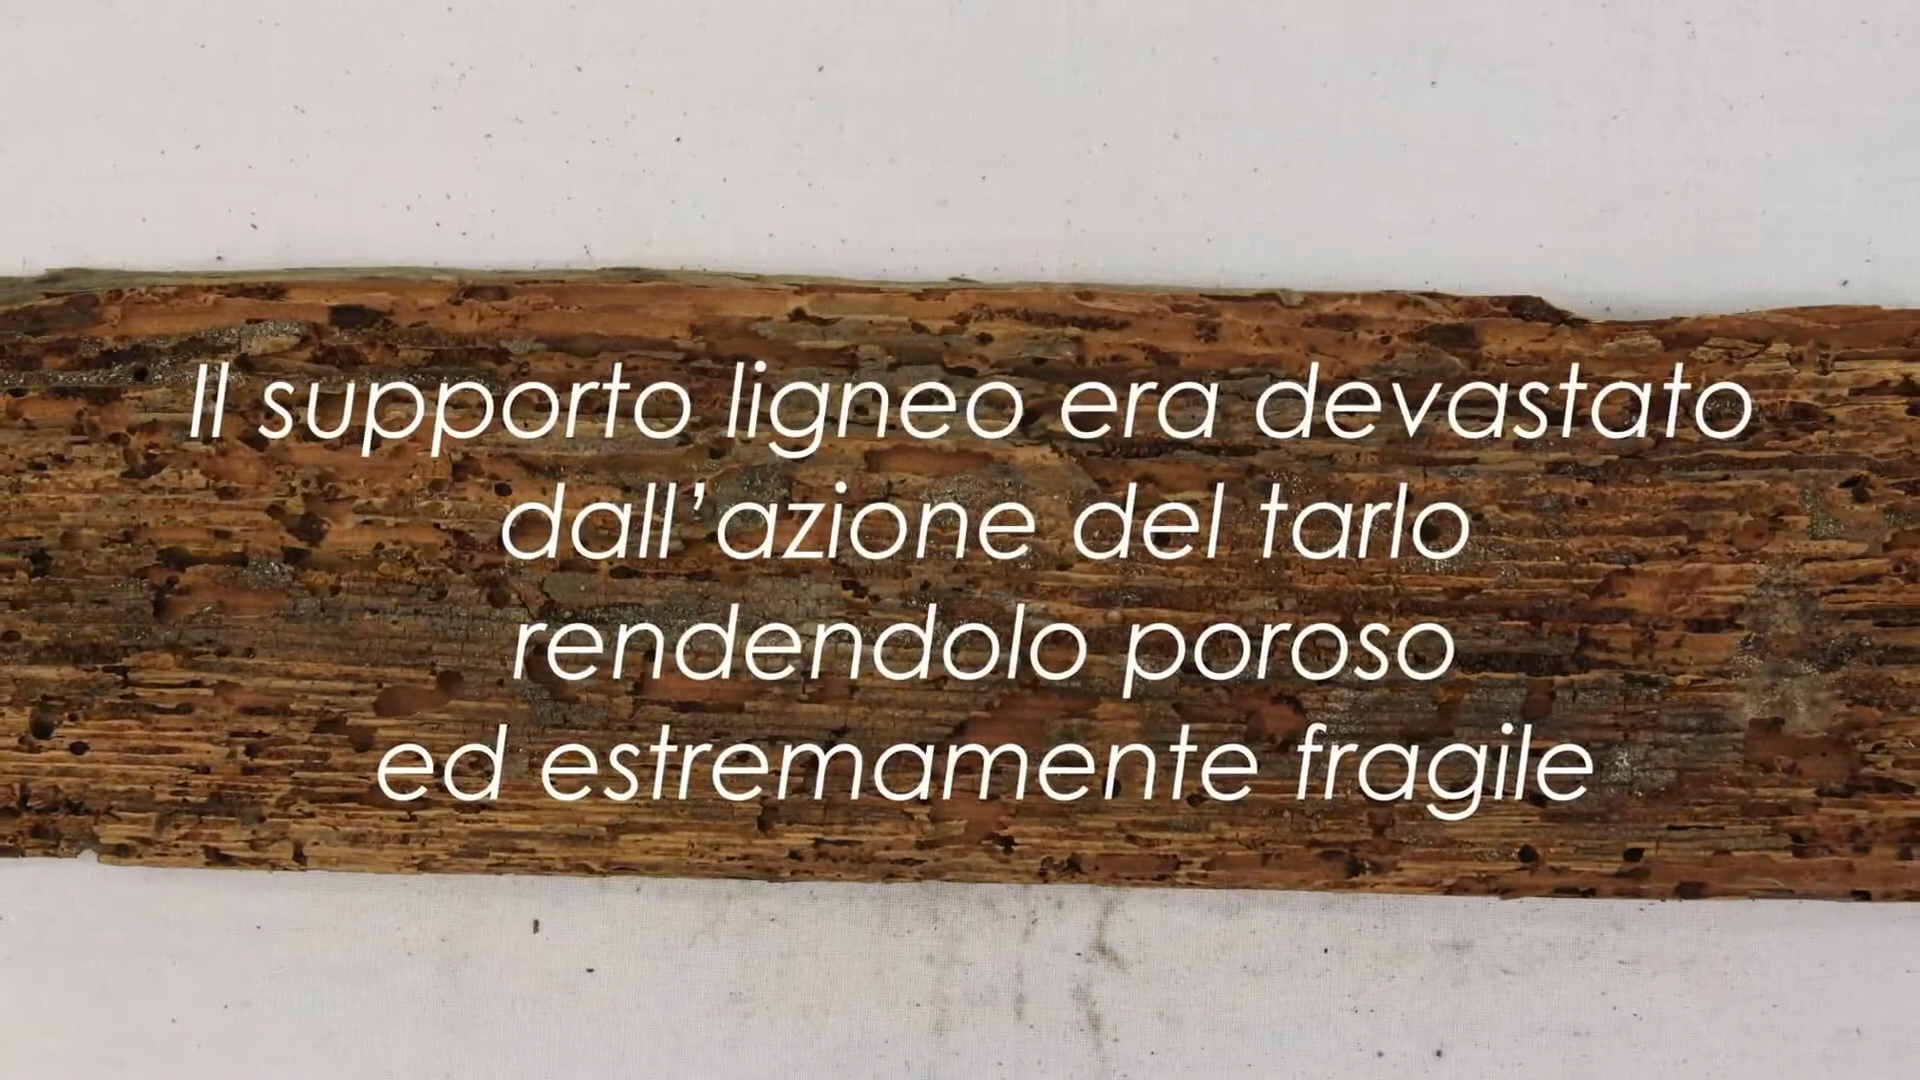 Il supporto ligneo era devastato
dall’azione del tarlo
rendendolo poroso
ed estremamente fragile